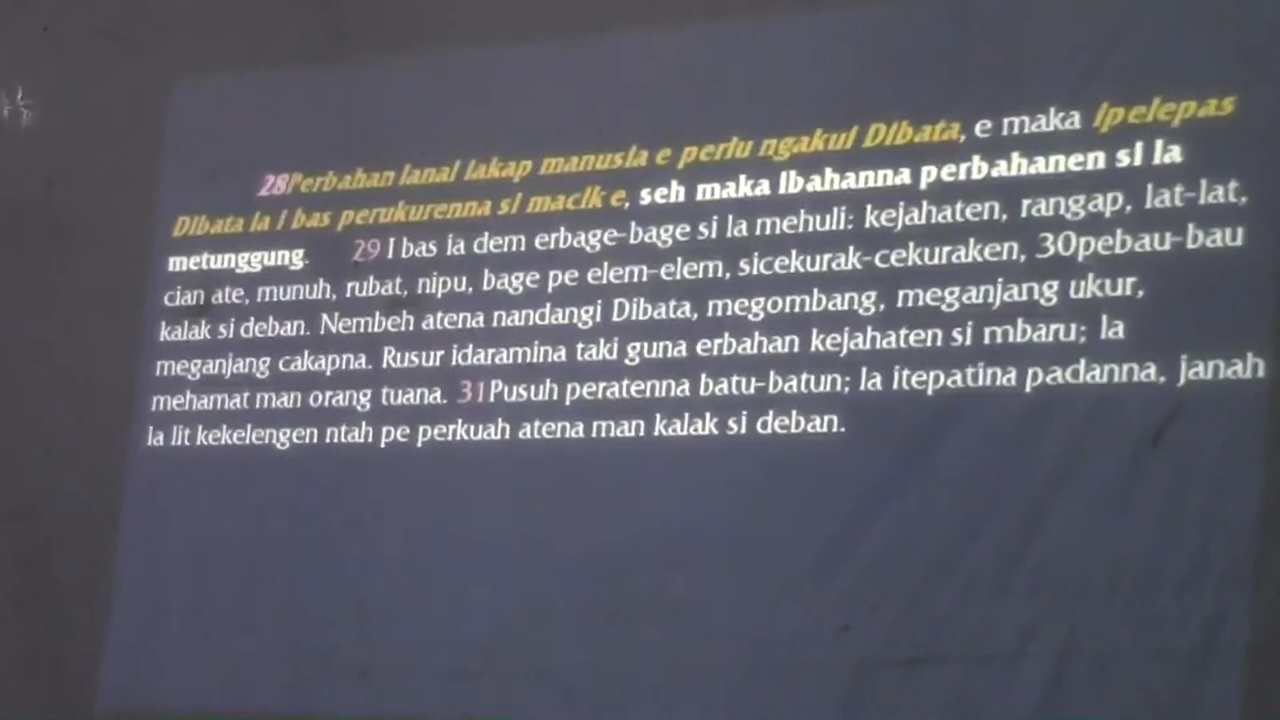 28Perbahan lanai iakap manusia e perlu ngakui Dibata, e maka ipelepas
Dibata ia i bas perukurenna si macik e, seh maka ibahanna perbahanen si la
metunggung. 29 I bas ia dem erbage-bage si la mehuli: kejahaten, rangap, lat-lat,
cian ate, munuh, rubat, nipu, bage pe elem-elem, sicekurak-cekuraken, 30pebau-bau
kalak si deban. Nembeh atena nandangi Dibata, megombang, meganjang ukur,
meganjang cakapna. Rusur idaramina taki guna erbahan kejahaten si mbaru; la
mehamat man orang tuana. 31Pusuh peratenna batu-batun; la itepatina padanna, janah
la lit kekelengen ntah pe perkuah atena man kalak si deban.